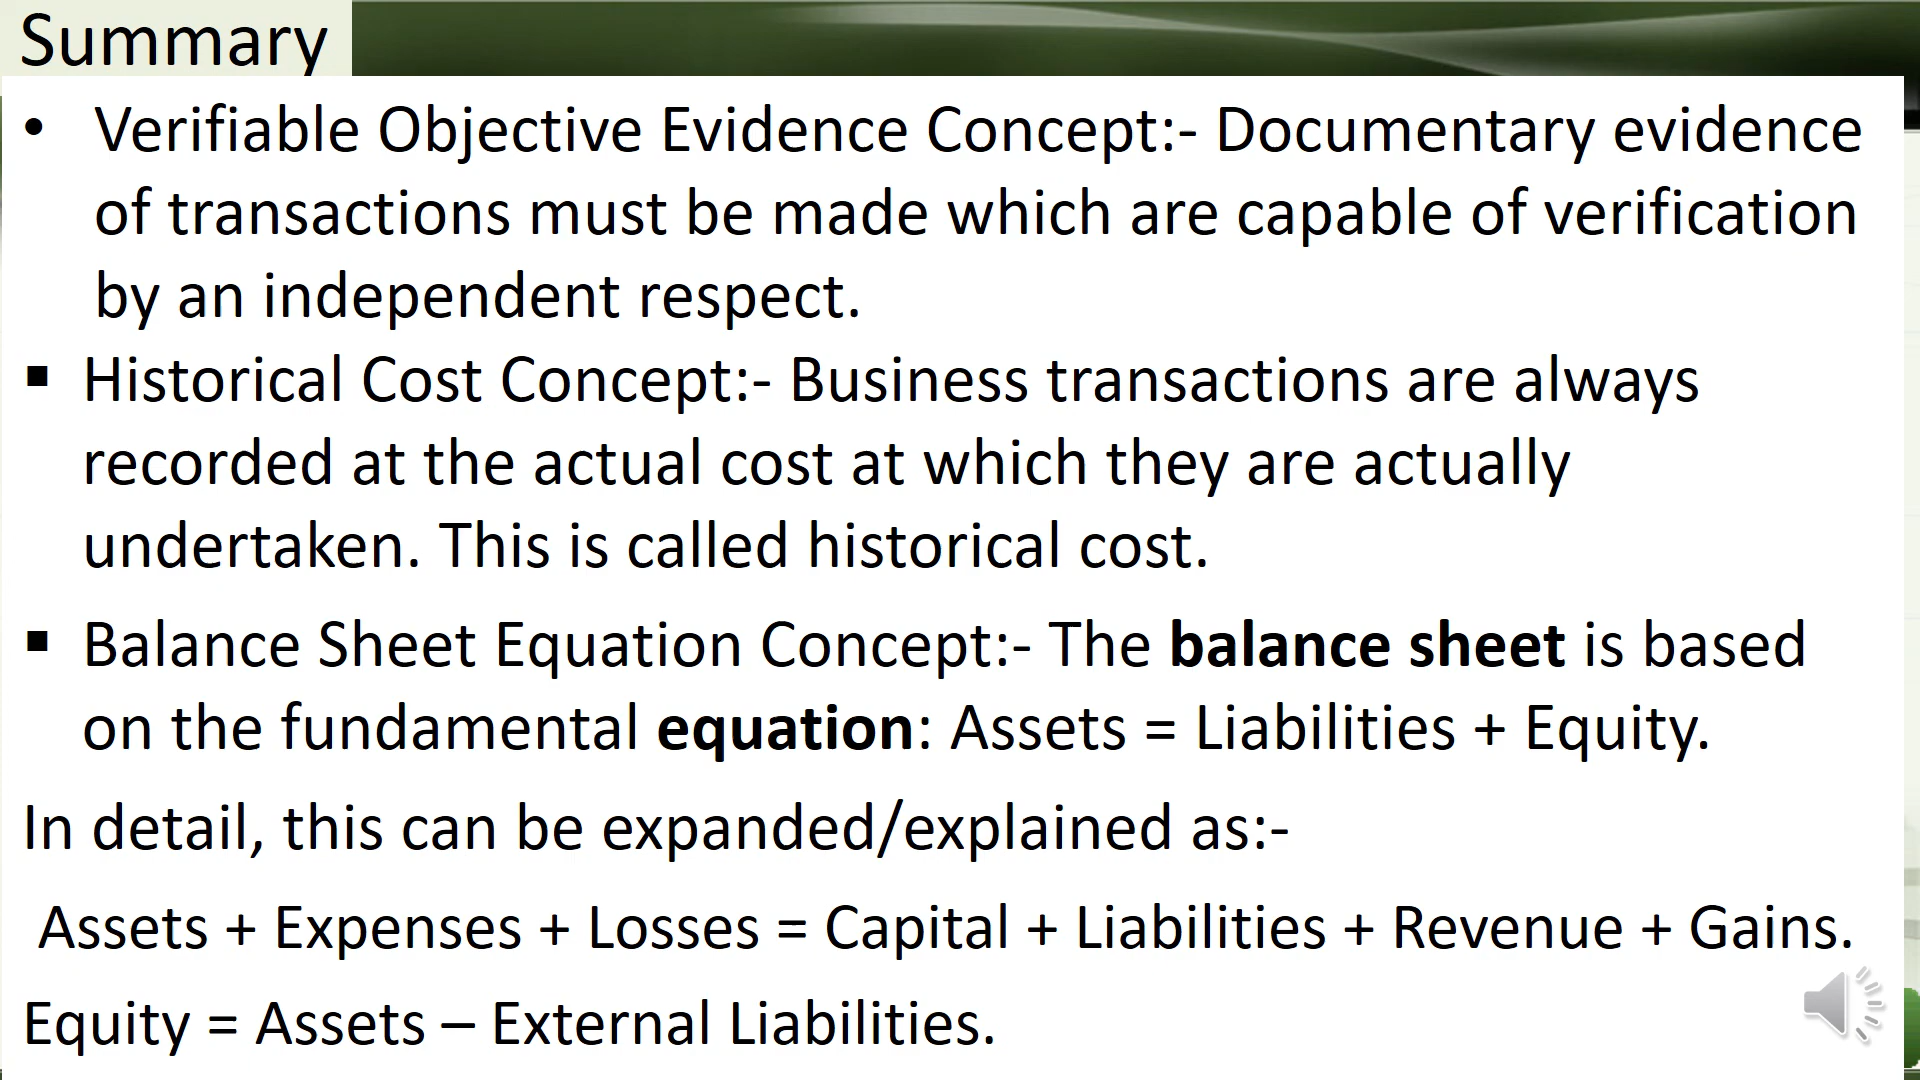 Summary
• Verifiable Objective Evidence Concept:- Documentary evidence
of transactions must be made which are capable of verification
by an independent respect.
▪ Historical Cost Concept:- Business transactions are always
recorded at the actual cost at which they are actually
undertaken. This is called historical cost.
▪ Balance Sheet Equation Concept:- The balance sheet is based
on the fundamental equation: Assets = Liabilities + Equity.
In detail, this can be expanded/explained as:-
Assets + Expenses + Losses = Capital + Liabilities + Revenue + Gains.
Equity = Assets – External Liabilities.